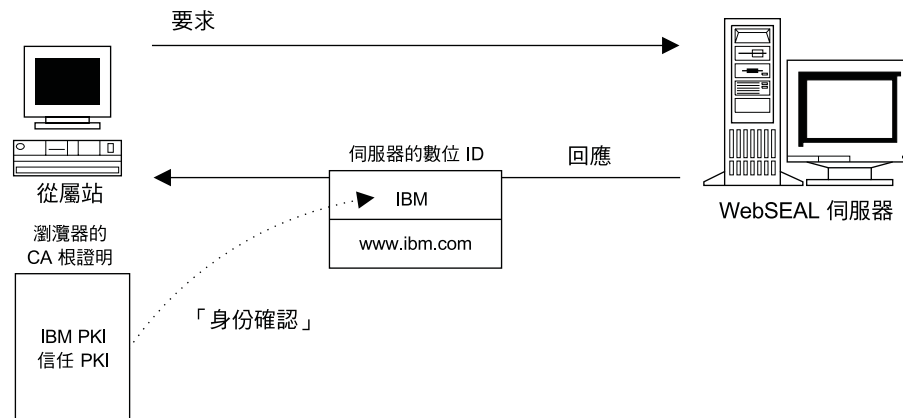 要求
伺服器的數位 ID
回應
IBM
www.ibm.com
從屬站
WebSEAL 伺服器
瀏灠器的
CA 根證明
「身份確認」
IBM PKI
信任 PKI